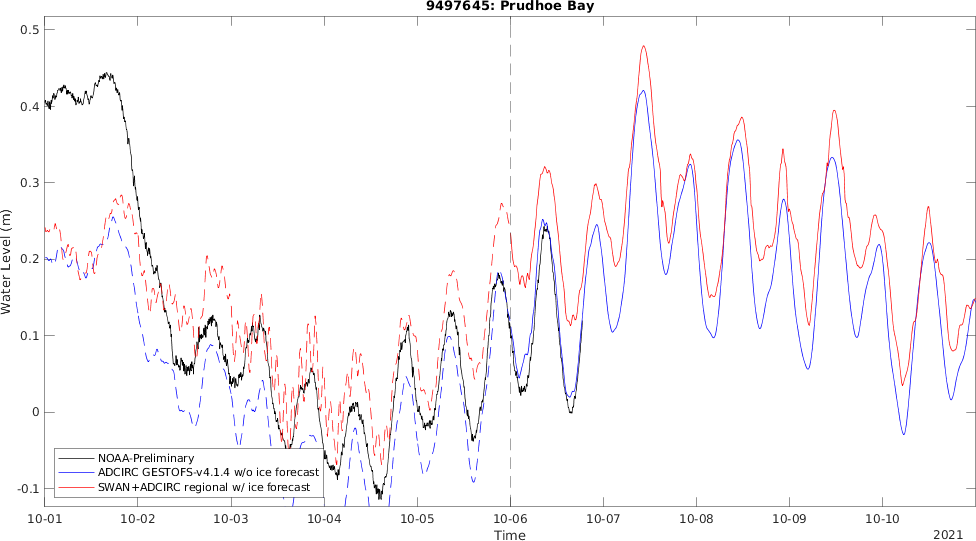 9497645: Prudhoe Bay
Water Level (m)
0.5
0.4
0.3
0.2
0.1
0
-0.1
NOAA-Preliminary
ADCIRC GESTOFS-v4.1.4 w/o ice forecast
SWAN+ADCIRC regional w/ ice forecast
10-01 10-02 10-03 10-04 10-05 10-06 10-07 10-08 10-09 10-10
Time
2021